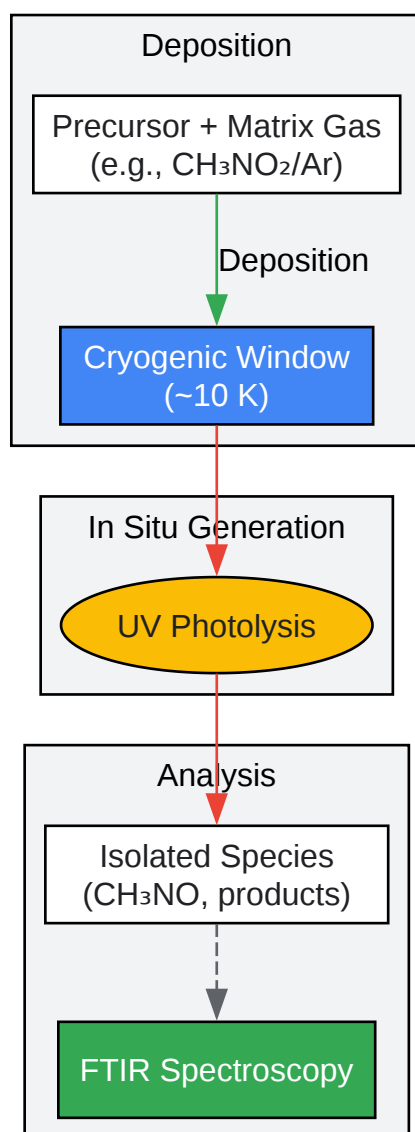 Deposition
Precursor + Matrix Gas
(e.g., CH₃NO₂/Ar)
Deposition
Cryogenic Window
(~10 K)
In Situ Generation
UV Photolysis
Analysis
Isolated Species
(CH₃NO, products)
FTIR Spectroscopy